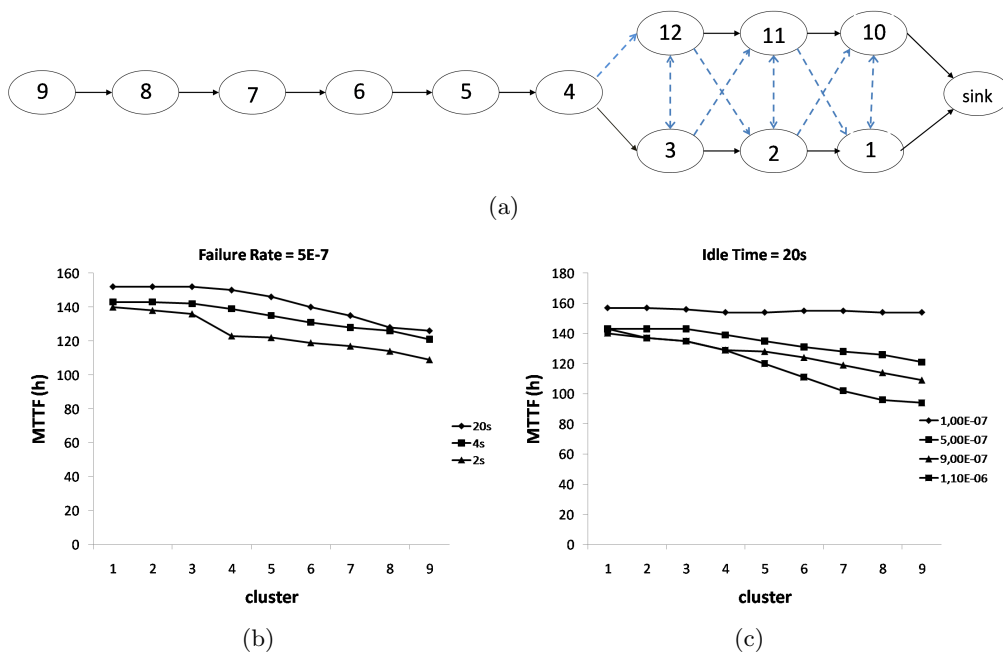 12 11 10
9 8 7 6 5 4 sink
3 2 1
(a)
Failure Rate = 5E-7
160
140
120
100
80
60
40
20
0
MTTF (h)
1 2 3 4 5 6 7 8 9
cluster
20s
4s
2s
(b)
Idle Time = 20s
180
160
140
120
100
80
60
40
20
0
MTTF (h)
1 2 3 4 5 6 7 8 9
cluster
1,00E-07
5,00E-07
9,00E-07
1,10E-06
(c)